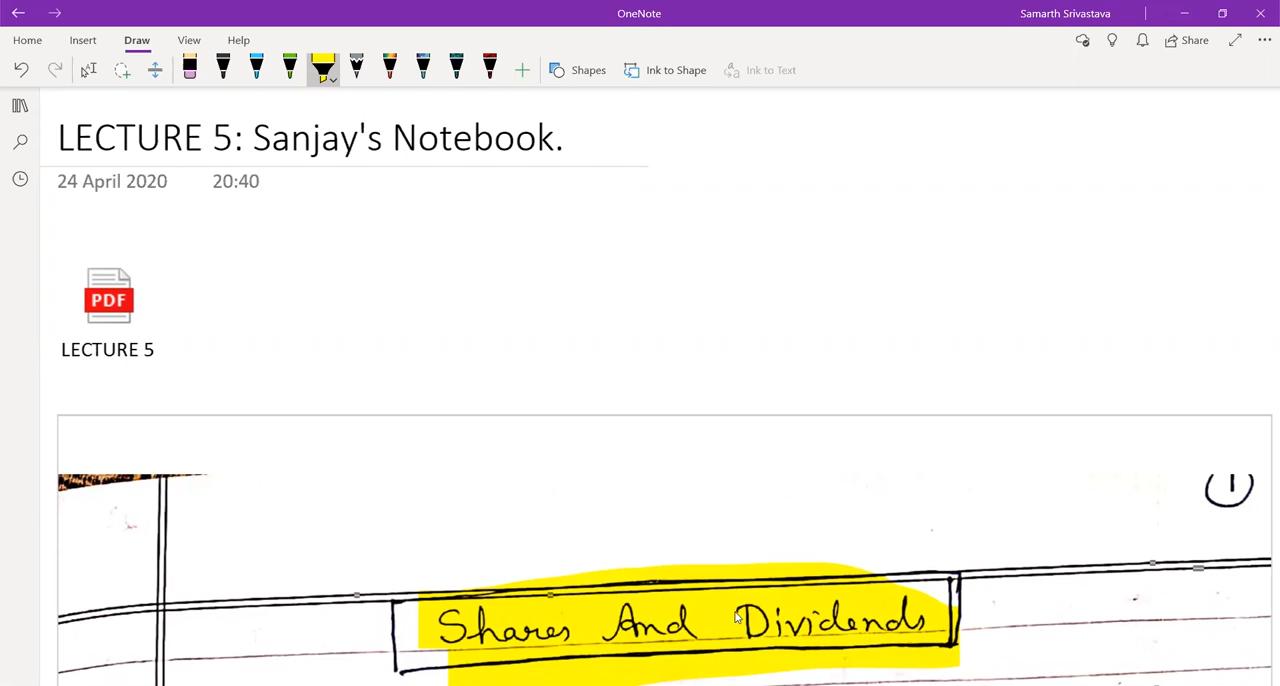 OneNote
Samarth Srivastava
Home Insert Draw View Help
Share
Shapes Ink to Shape Ink to Text
LECTURE 5: Sanjay's Notebook.
24 April 2020 20:40
PDF
LECTURE 5
1
Shares And Dividends